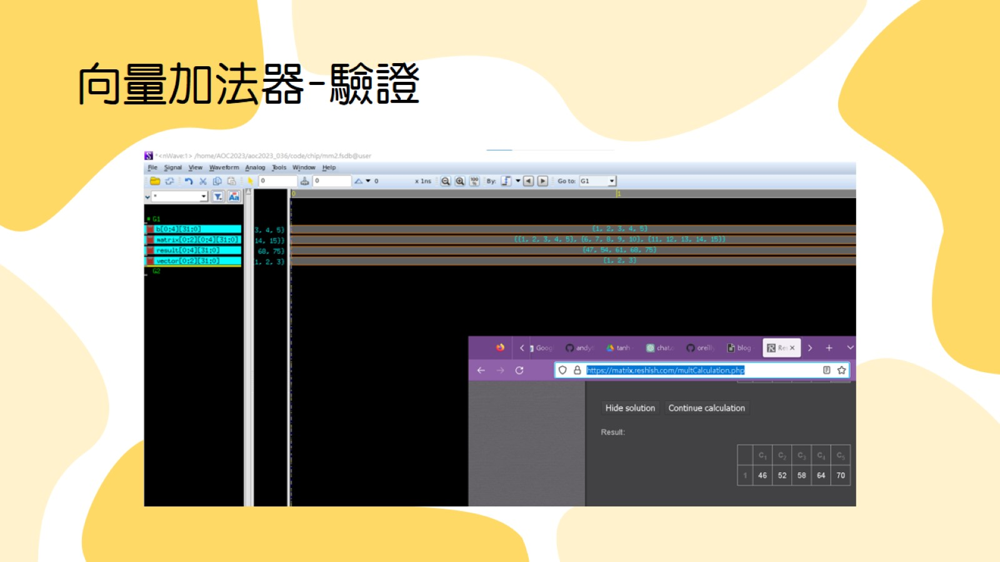 向量加法器-驗證
*<nWave:1> /home/AOC2023/aoc2023_036/code/chip/mm2.fsdb@user
File Signal View Waveform Analog Tools Window Help
0 0 0 x 1ns 100 % By: Go to: G1
* Aa
0 1
G1
b[0:4][31:0] 3, 4, 5} {1, 2, 3, 4, 5}
matrix[0:2][0:4][31:0] 14, 15}} {{1, 2, 3, 4, 5}, {6, 7, 8, 9, 10}, {11, 12, 13, 14, 15}}
result[0:4][31:0] 68, 75} {47, 54, 61, 68, 75}
vector[0:2][31:0] 1, 2, 3} {1, 2, 3}
G2
Goog andy tanh chat. oreill blog Re
https://matrix.reshish.com/multCalculation.php
Hide solution Continue calculation
Result:
C1 C2 C3 C4 C5
1 46 52 58 64 70